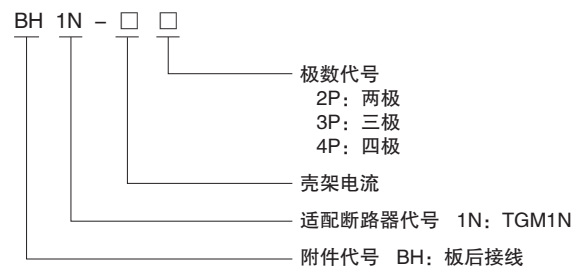 BH 1N – □ □
极数代号
2P：两极
3P：三极
4P：四极
壳架电流
适配断路器代号 1N：TGM1N
附件代号 BH：板后接线